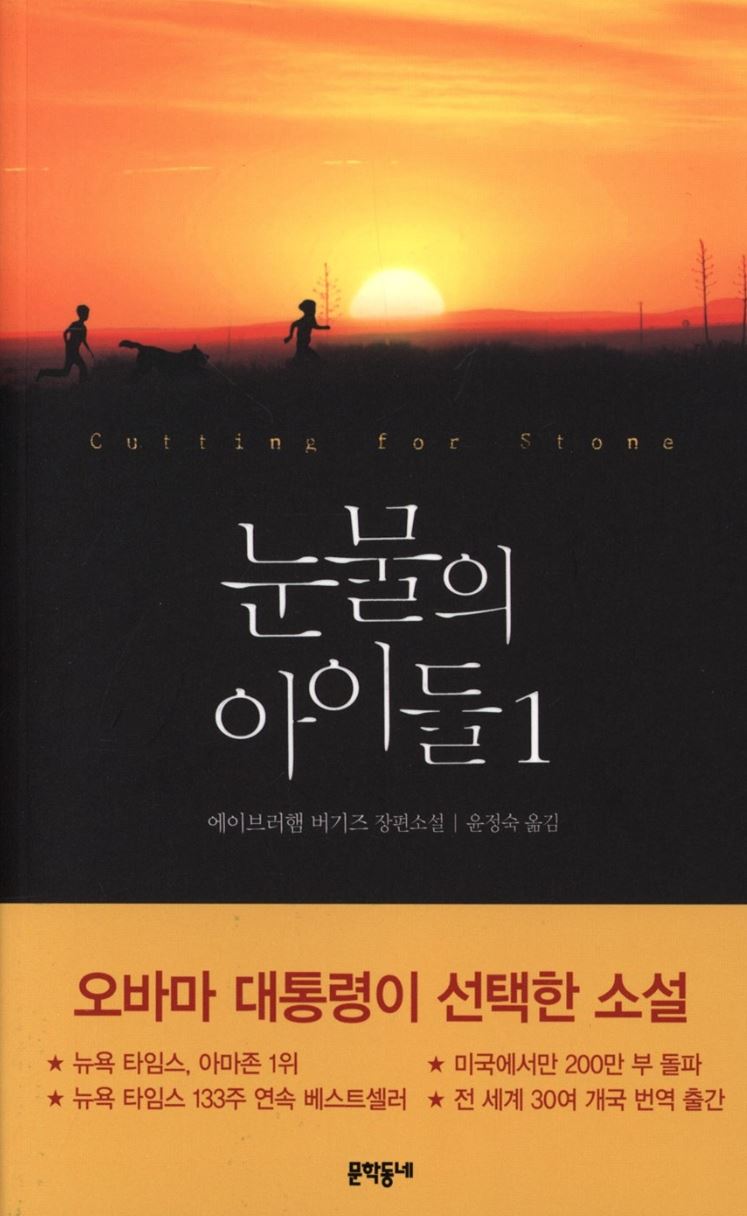 Cutting for Stone
눈물의
아이들 1
에이브러햄 버기즈 장편소설 | 윤정숙 옮김
오바마 대통령이 선택한 소설
★ 뉴욕 타임스, 아마존 1위
★ 미국에서만 200만 부 돌파
★ 뉴욕 타임스 133주 연속 베스트셀러
★ 전 세계 30여 개국 번역 출간
문학동네